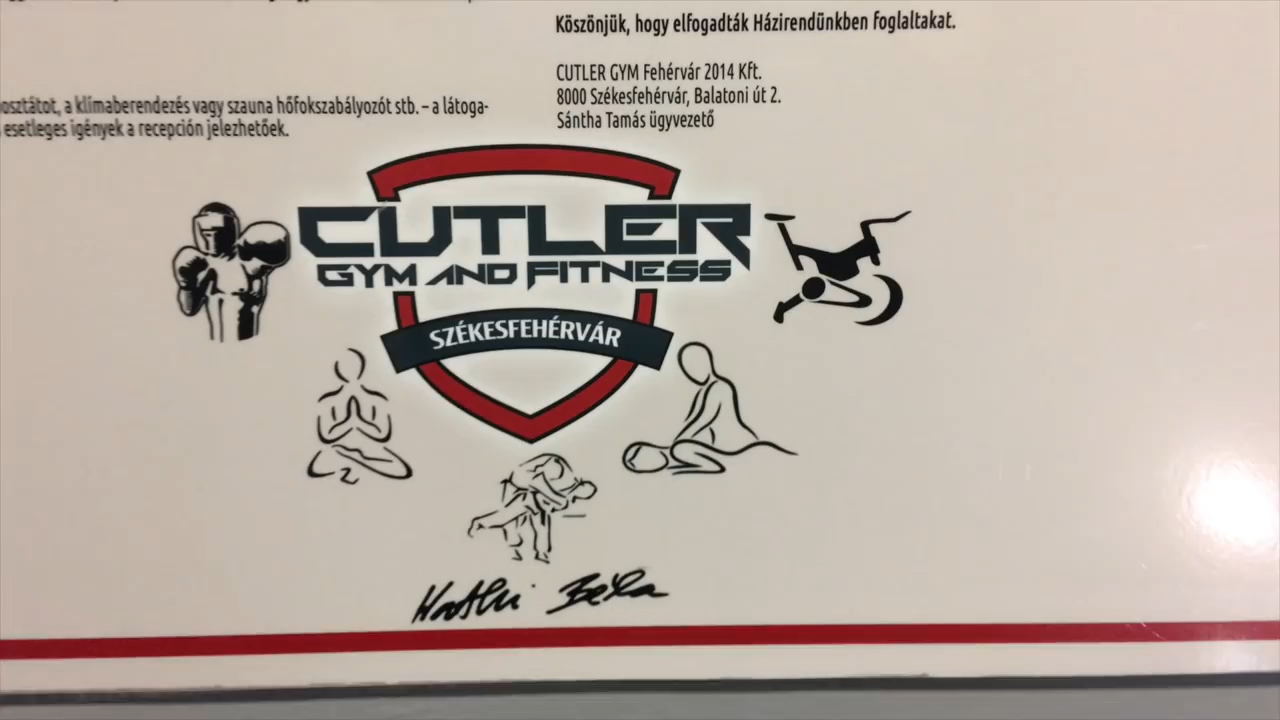 osztátot, a klímaberendezés vagy szauna hőfokszabályozót stb. – a látoga-
esetleges igények a recepción jelezhetőek.
Köszönjük, hogy elfogadták Házirendünkben foglaltakat.
CUTLER GYM Fehérvár 2014 Kft.
8000 Székesfehérvár, Balatoni út 2.
Sántha Tamás ügyvezető
CUTLER
GYM AND FITNESS
SZÉKESFEHÉRVÁR
Béla